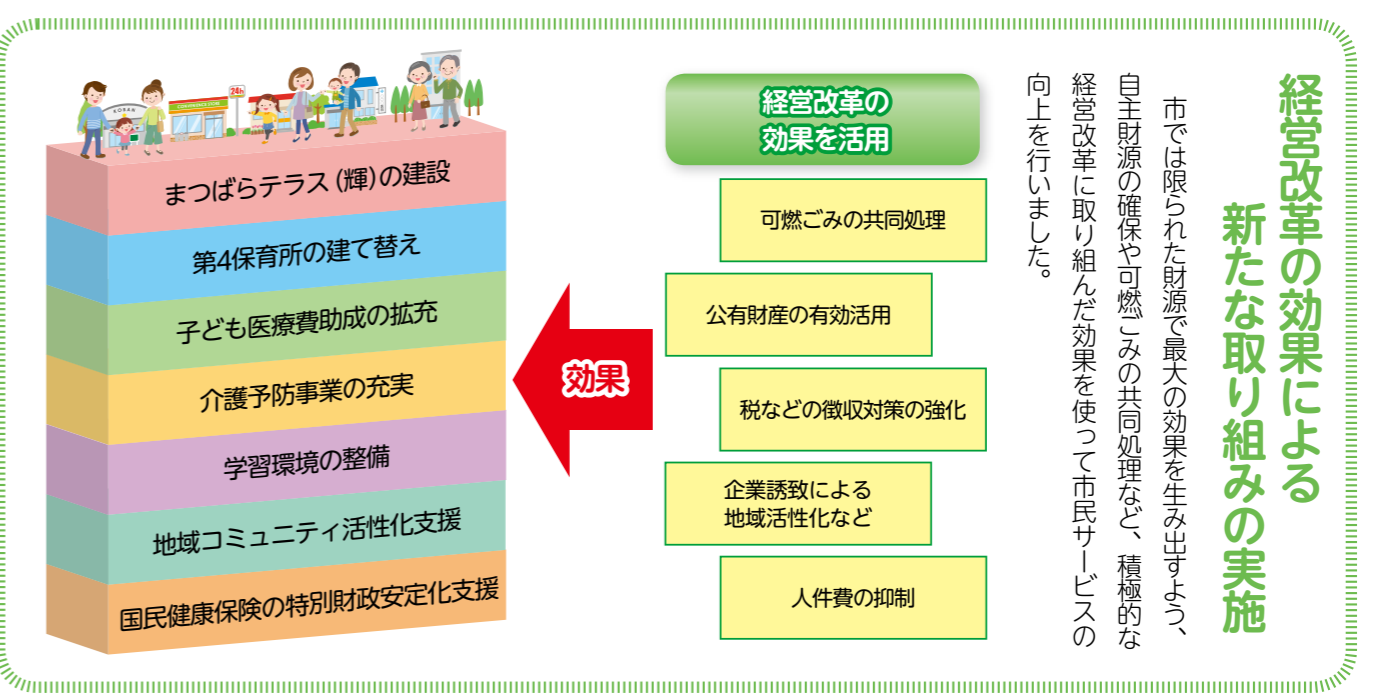 経営改革の効果による
新たな取り組みの実施
市では限られた財源で最大の効果を生み出すよう、
自主財源の確保や可燃ごみの共同処理など、積極的な
経営改革に取り組んだ効果を使って市民サービスの
向上を行いました。
経営改革の
効果を活用
可燃ごみの共同処理
公有財産の有効活用
税などの徴収対策の強化
企業誘致による
地域活性化など
人件費の抑制
効果
KOBAN
CONVENIENCE STORE
24h
まつばらテラス(輝)の建設
第4保育所の建て替え
子ども医療費助成の拡充
介護予防事業の充実
学習環境の整備
地域コミュニティ活性化支援
国民健康保険の特別財政安定化支援